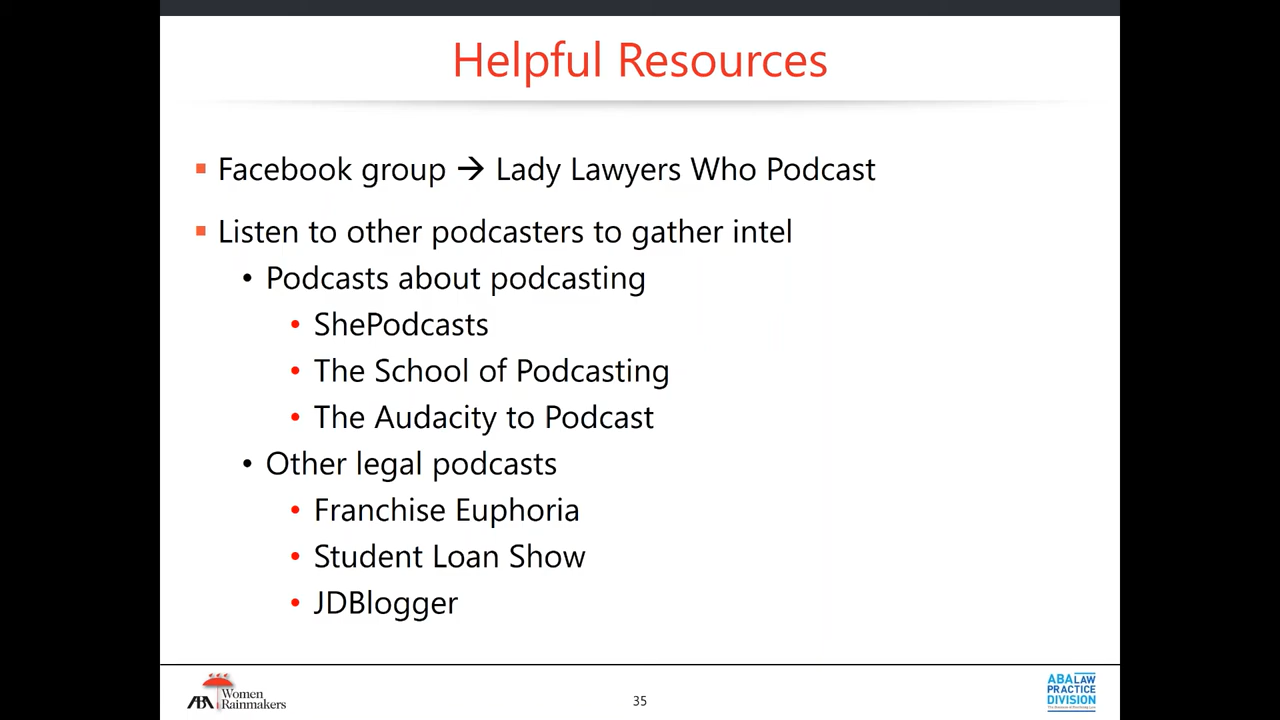 Helpful Resources
Facebook group → Lady Lawyers Who Podcast
Listen to other podcasters to gather intel
Podcasts about podcasting
ShePodcasts
The School of Podcasting
The Audacity to Podcast
Other legal podcasts
Franchise Euphoria
Student Loan Show
JDBlogger
ABA Women
Rainmakers
35
ABA LAW
PRACTICE
DIVISION